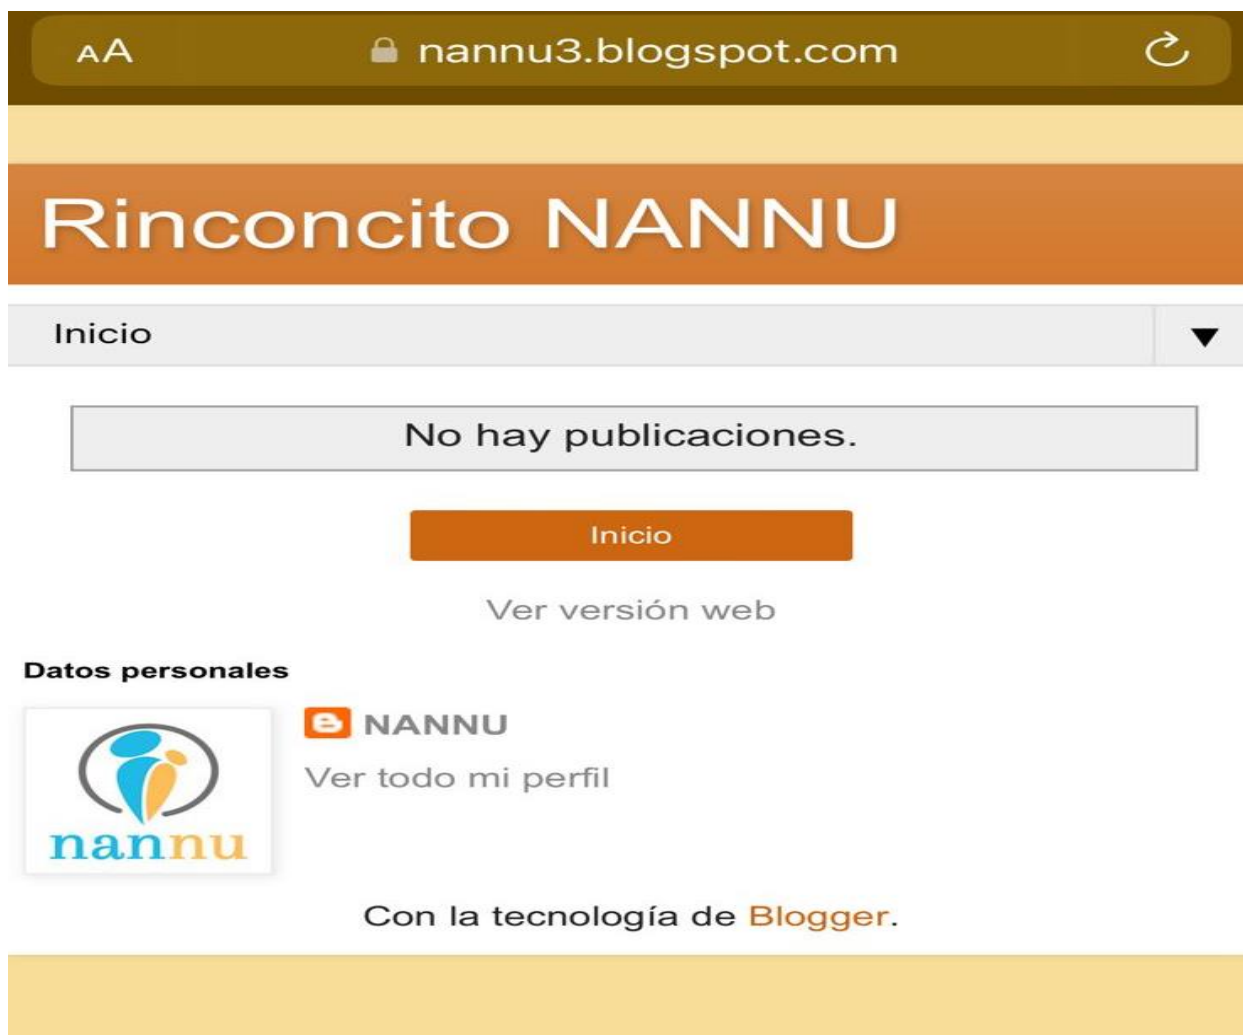 AA nannu3.blogspot.com
Rinconcito NANNU
Inicio
No hay publicaciones.
Inicio
Ver versión web
Datos personales
NANNU
Ver todo mi perfil
nannu
Con la tecnología de Blogger.